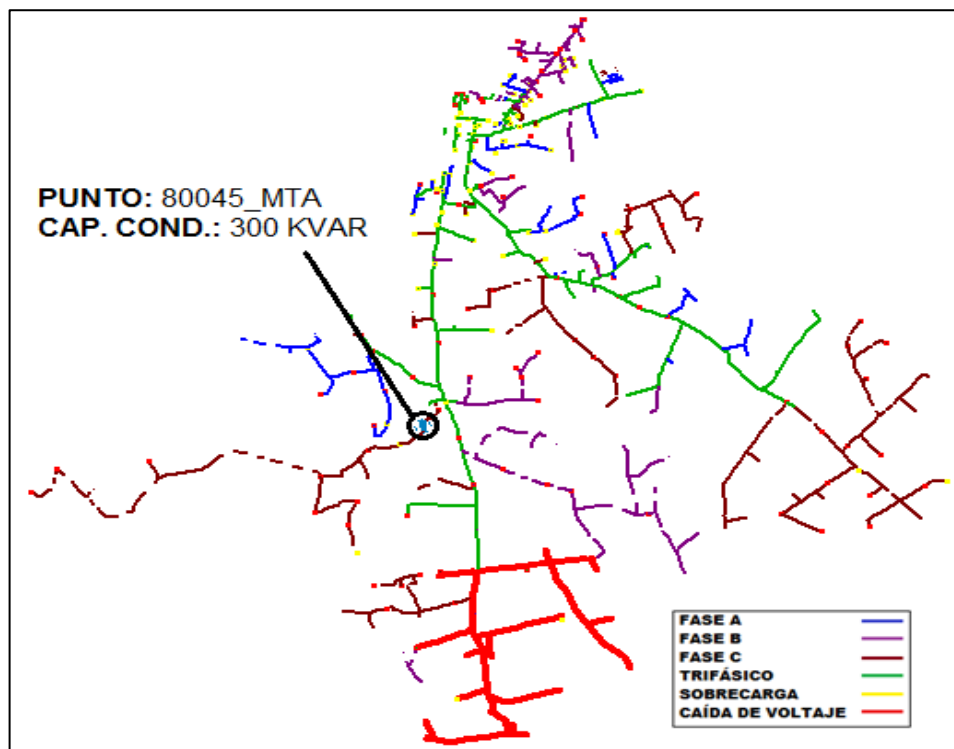 PUNTO: 80045_MTA
CAP. COND.: 300 KVAR
FASE A
FASE B
FASE C
TRIFÁSICO
SOBRECARGA
CAÍDA DE VOLTAJE